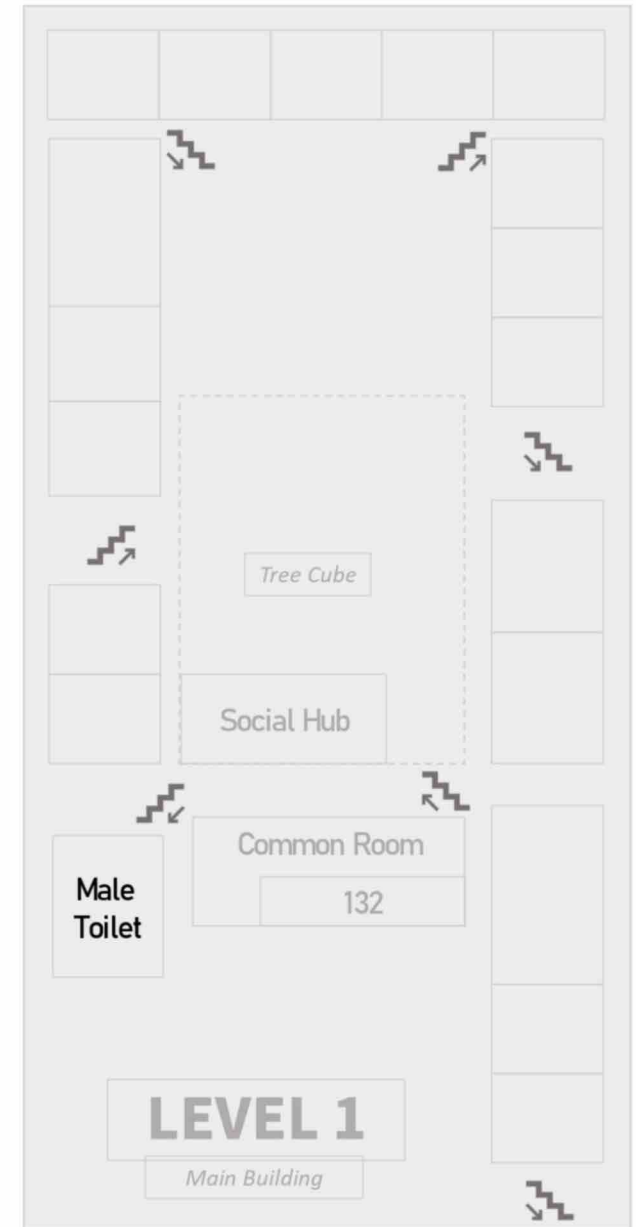 Tree Cube
Social Hub
Common Room
132
Male
Toilet
LEVEL 1
Main Building